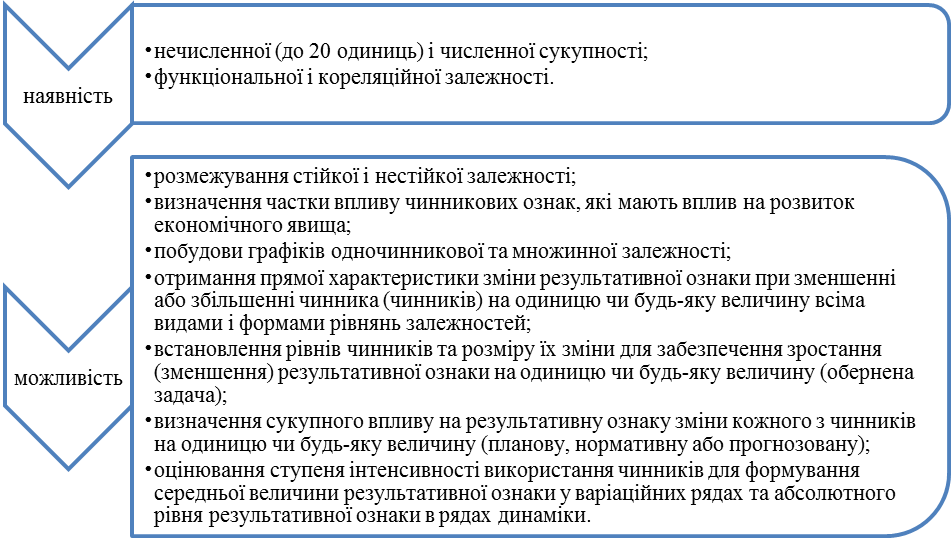 наявність
•нечисленної (до 20 одиниць) і численної сукупності;
•функціональної і кореляційної залежності.
можливість
•розмежування стійкої і нестійкої залежності;
•визначення частки впливу чинникових ознак, які мають вплив на розвиток
економічного явища;
•побудови графіків одночинникової та множинної залежності;
•отримання прямої характеристики зміни результативної ознаки при зменшенні
або збільшенні чинника (чинників) на одиницю чи будь-яку величину всіма
видами і формами рівнянь залежностей;
•встановлення рівнів чинників та розміру їх зміни для забезпечення зростання
(зменшення) результативної ознаки на одиницю чи будь-яку величину (обернена
задача);
•визначення сукупного впливу на результативну ознаку зміни кожного з чинників
на одиницю чи будь-яку величину (планову, нормативну або прогнозовану);
•оцінювання ступеня інтенсивності використання чинників для формування
середньої величини результативної ознаки у варіаційних рядах та абсолютного
рівня результативної ознаки в рядах динаміки.